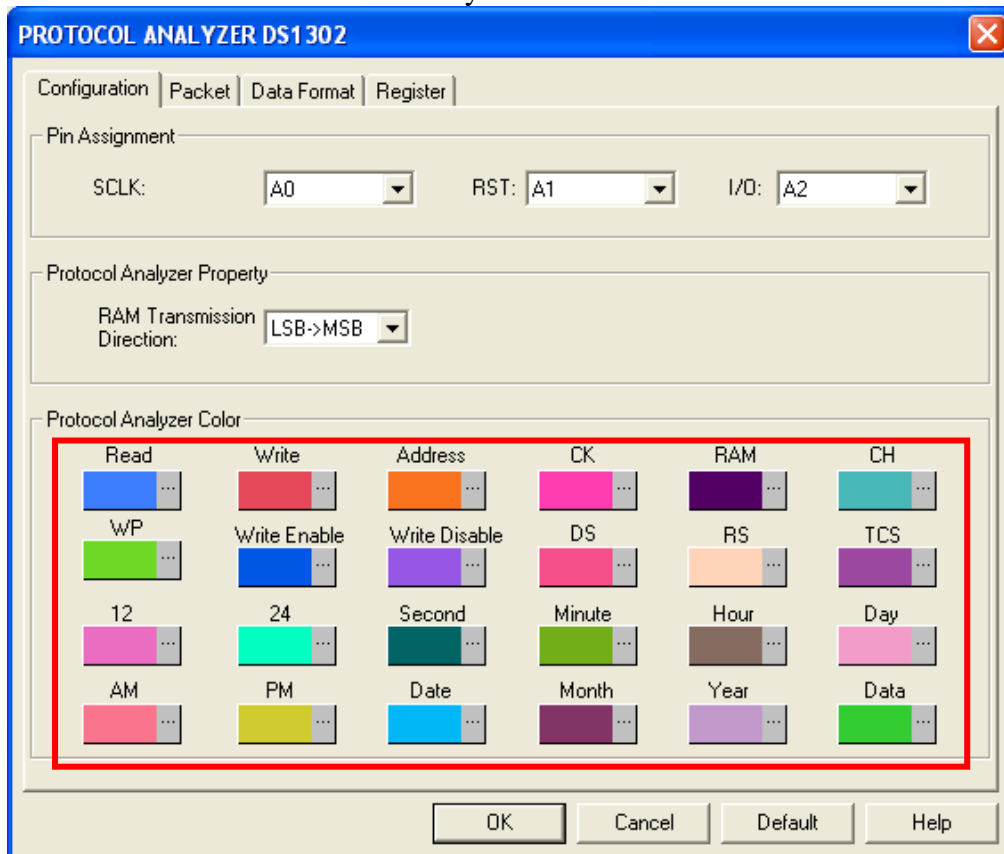 PROTOCOL ANALYZER DS1302
Configuration Packet Data Format Register
Pin Assignment
SCLK: A0 RST: A1 I/O: A2
Protocol Analyzer Property
RAM Transmission
Direction: LSB->MSB
Protocol Analyzer Color
Read Write Address CK RAM CH
... ... ... ... ... ...
WP Write Enable Write Disable DS RS TCS
... ... ... ... ... ...
12 24 Second Minute Hour Day
... ... ... ... ... ...
AM PM Date Month Year Data
... ... ... ... ... ...
OK Cancel Default Help